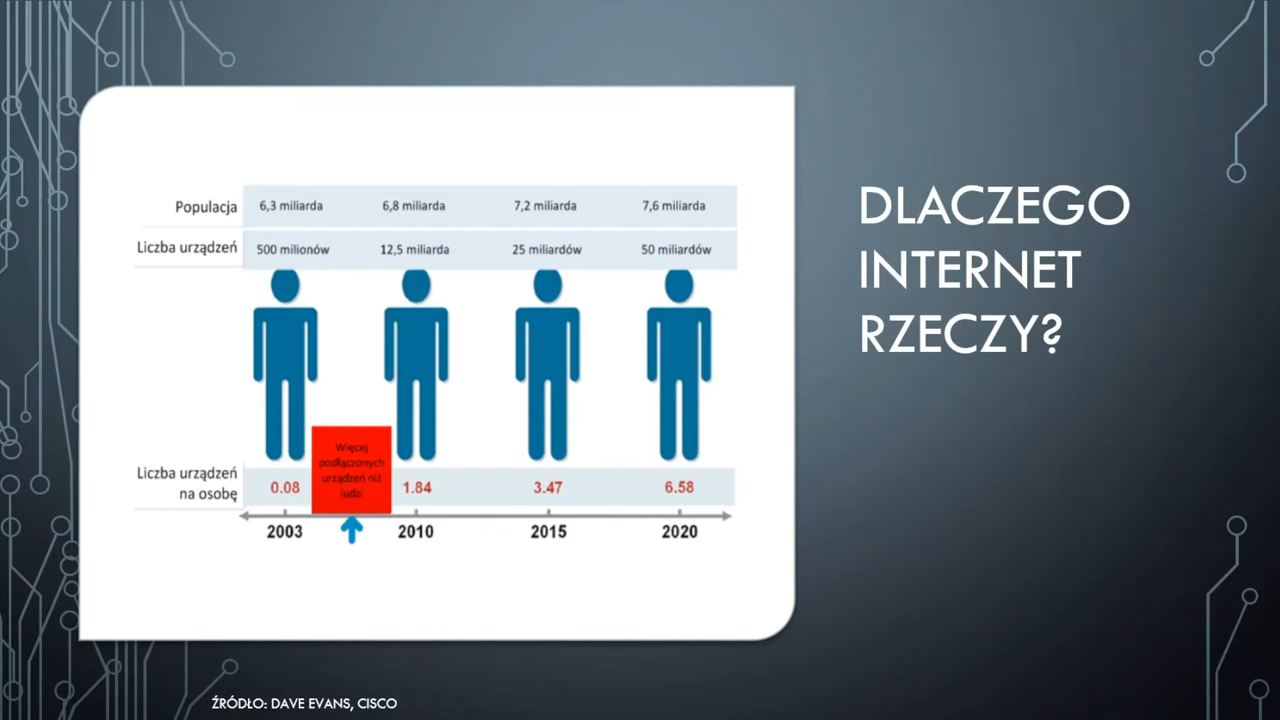 DLACZEGO
INTERNET
RZECZY?
Populacja 6,3 miliarda 6,8 miliarda 7,2 miliarda 7,6 miliarda
Liczba urządzeń 500 milionów 12,5 miliarda 25 miliardów 50 miliardów
Więcej
podłączonych
urządzeń niż
ludzi
Liczba urządzeń
na osobę
0.08 1.84 3.47 6.58
2003 2010 2015 2020
ŹRÓDŁO: DAVE EVANS, CISCO